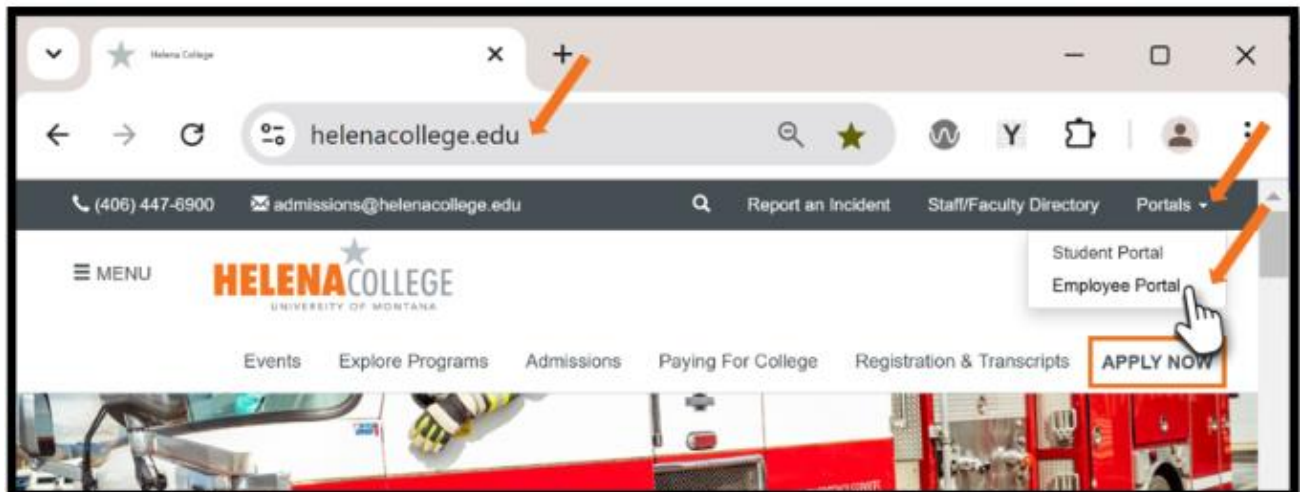 Helena College
helenacollege.edu
Y
(406) 447-6900 admissions@helenacollege.edu Report an Incident Staff/Faculty Directory Portals
Student Portal
MENU
Employee Portal
HELENACOLLEGE
UNIVERSITY OF MONTANA
Events Explore Programs Admissions Paying For College Registration & Transcripts APPLY NOW